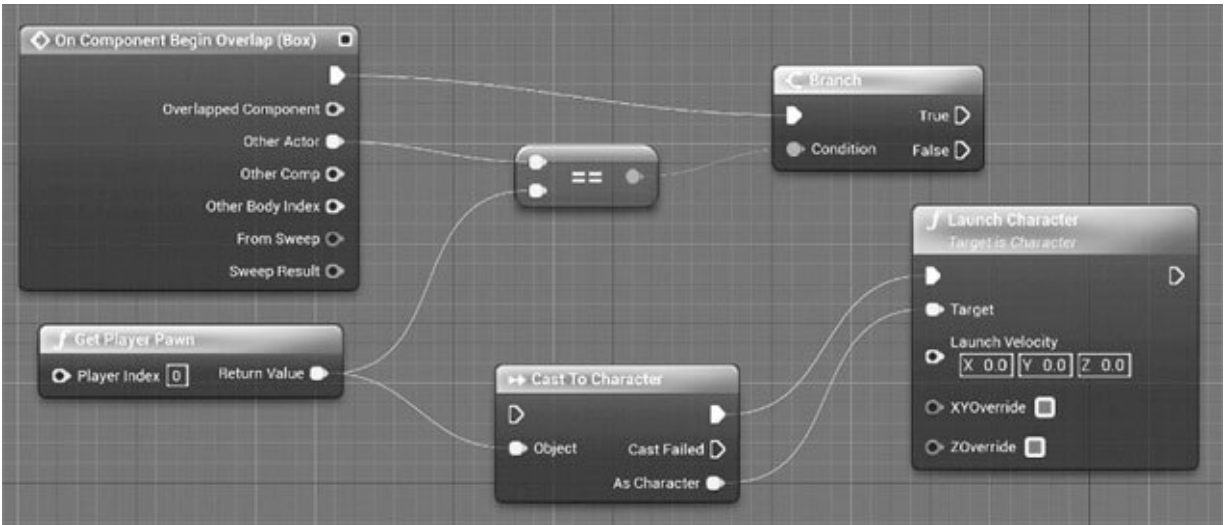 On Component Begin Overlap (Box)
Overlapped Component
Other Actor
Other Comp
Other Body Index
From Sweep
Sweep Result
Get Player Pawn
Player Index 0 Return Value
==
Branch
True
Condition False
Cast To Character
Object Cast Failed
As Character
Launch Character
Target is Character
Target
Launch Velocity
X 0.0 Y 0.0 Z 0.0
XYOverride
ZOverride